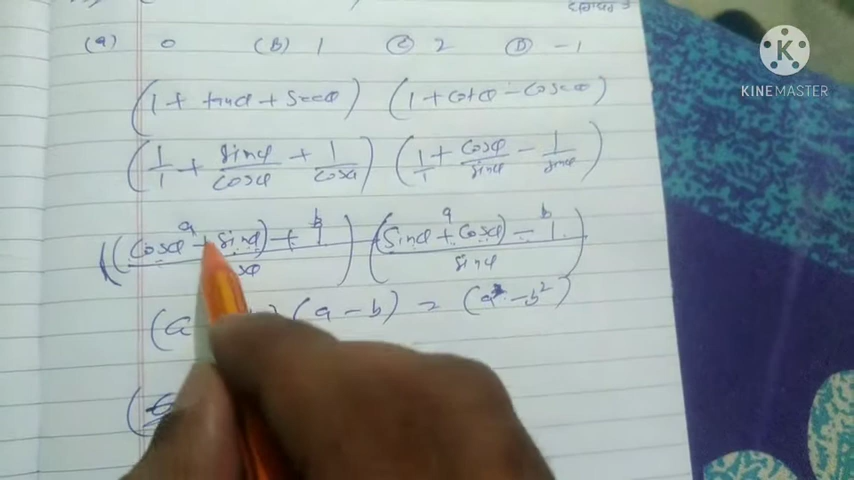 (a) 0 (B) 1 (C) 2 (D) -1
(1 + tanθ + secθ) (1 + cotθ - cosecθ)
(1/1 + sinθ/cosθ + 1/cosθ) (1/1 + cosθ/sinθ - 1/sinθ)
a b a b
((cosθ + sinθ) + 1 / ) ((sinθ + cosθ) - 1 / sinθ)
(a (a - b) = (a² - b²)
K KINEMASTER